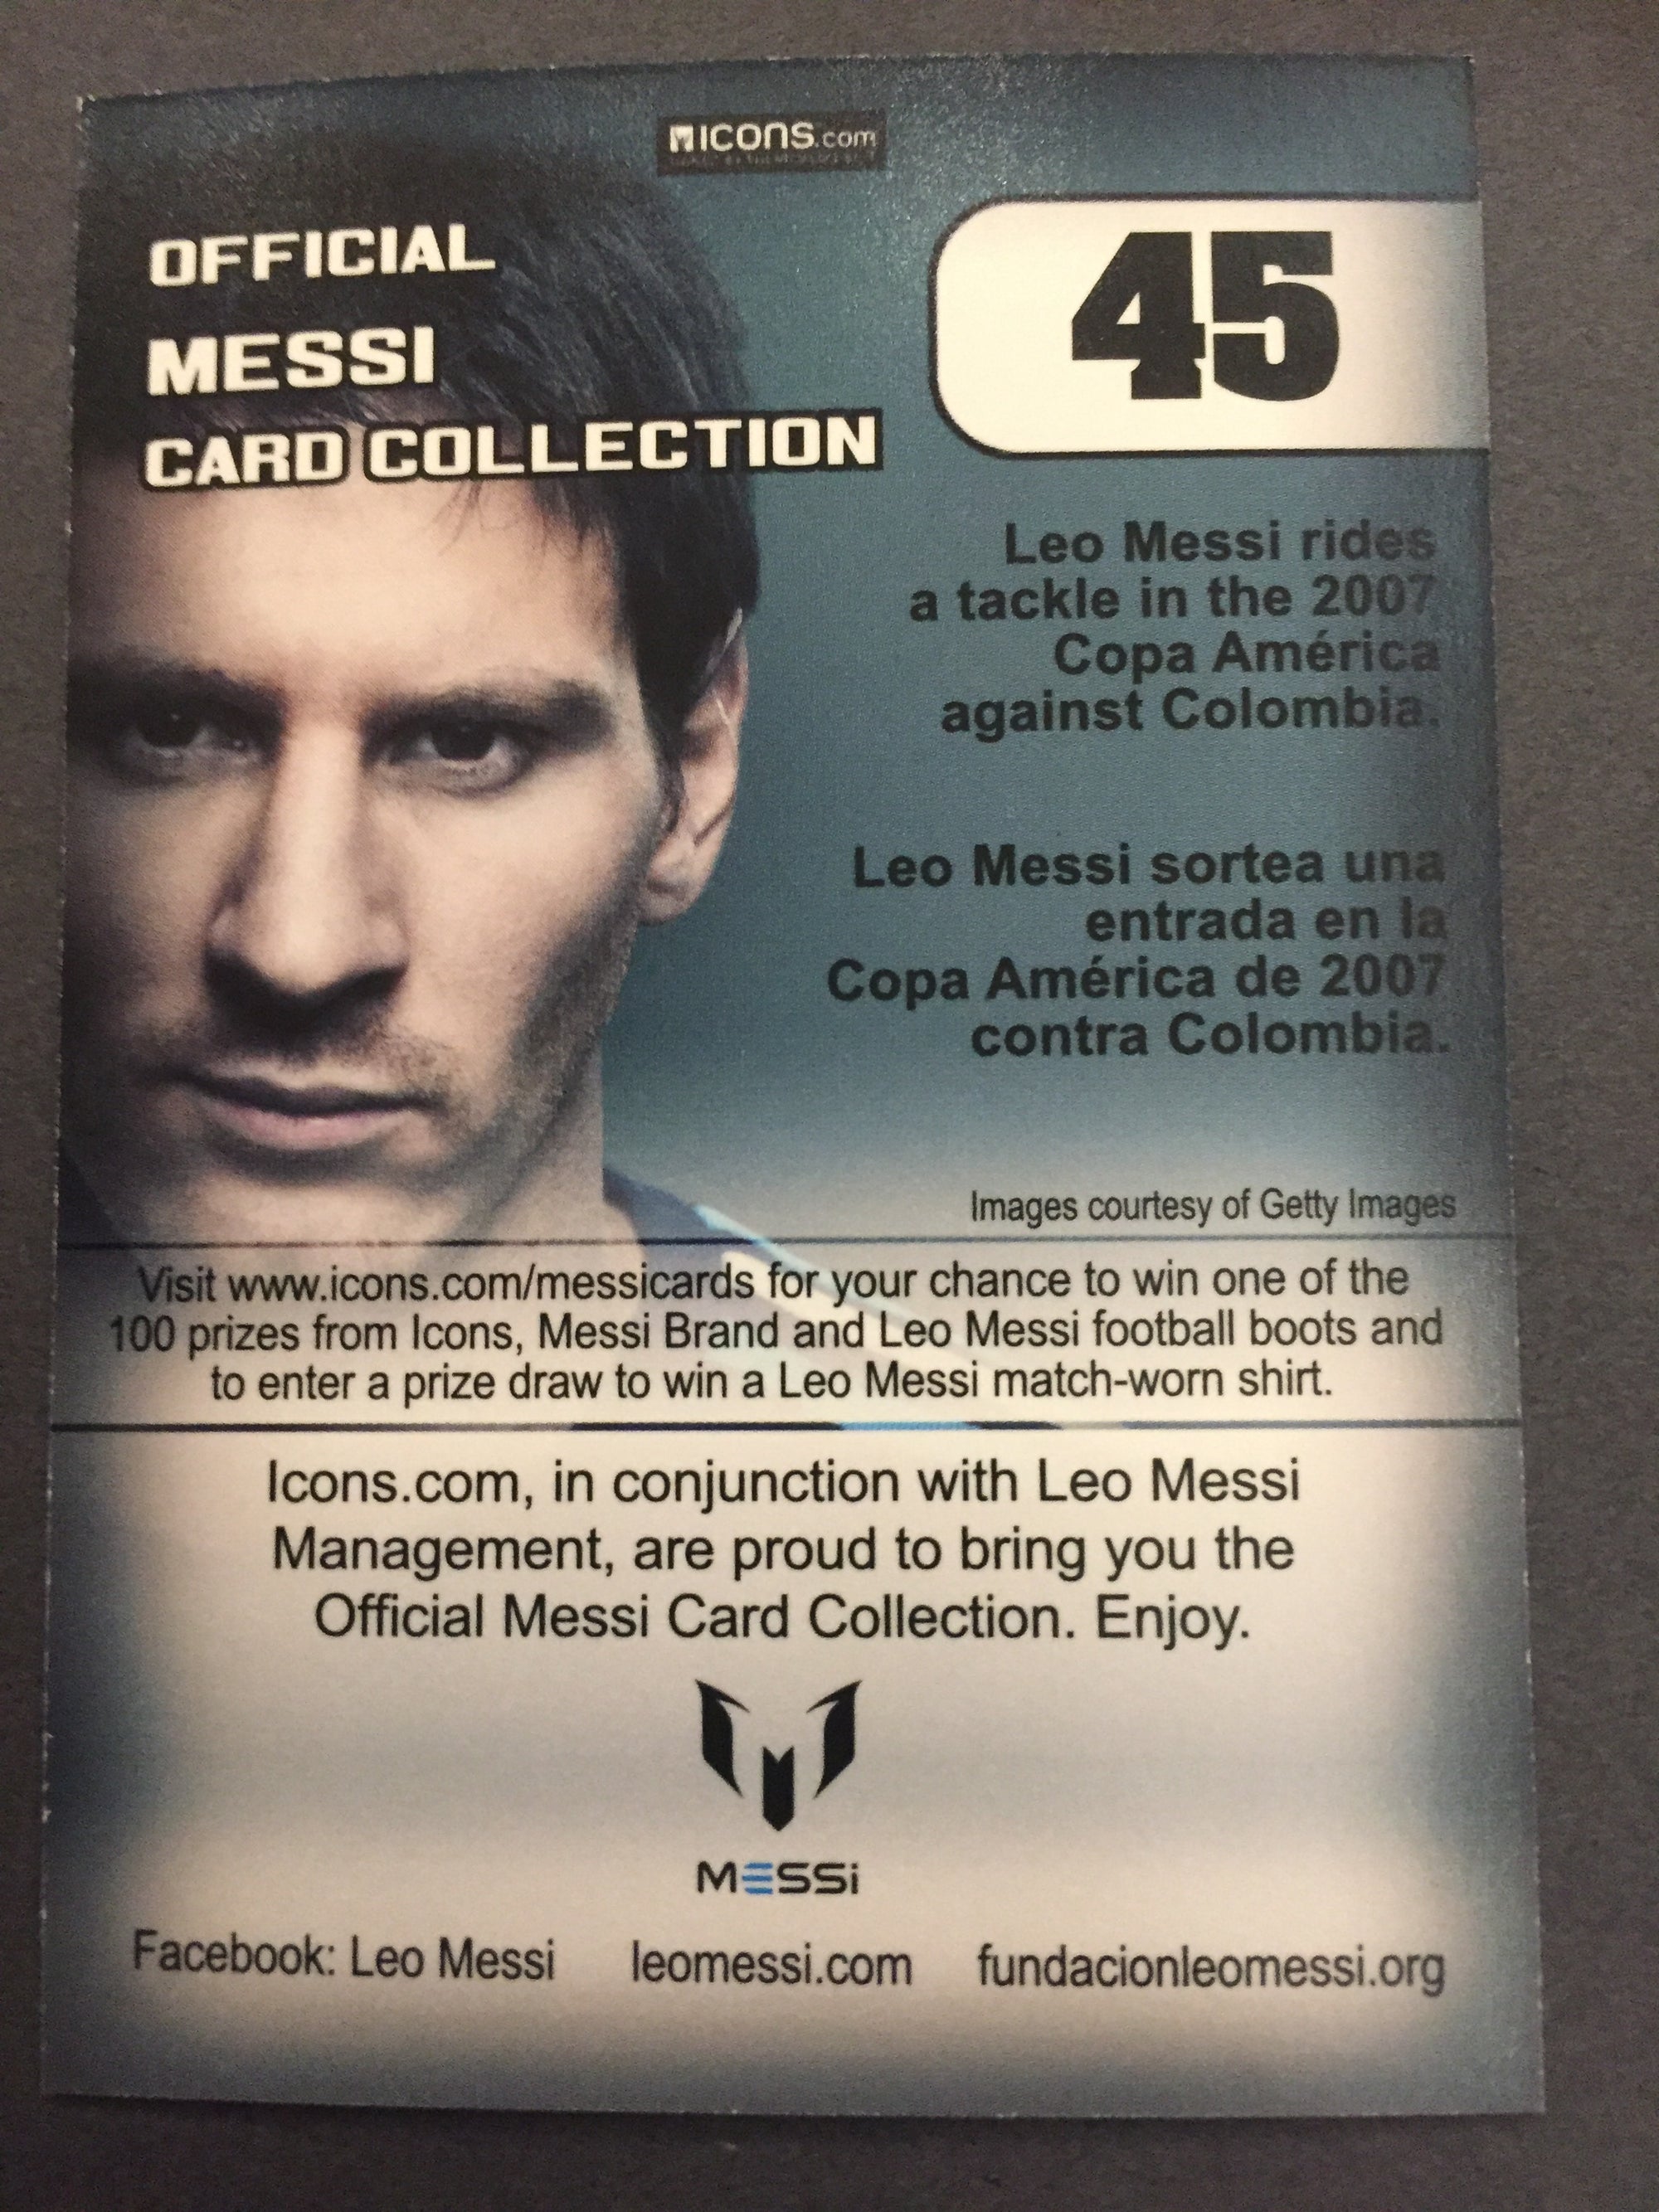 ICONS.com
OFFICIAL
MESSI
CARD COLLECTION
45
Leo Messi rides
a tackle in the 2007
Copa América
against Colombia.
Leo Messi sortea una
entrada en la
Copa América de 2007
contra Colombia.
Images courtesy of Getty Images
Visit www.icons.com/messicards for your chance to win one of the
100 prizes from Icons, Messi Brand and Leo Messi football boots and
to enter a prize draw to win a Leo Messi match-worn shirt.
Icons.com, in conjunction with Leo Messi
Management, are proud to bring you the
Official Messi Card Collection. Enjoy.
MESSi
Facebook: Leo Messi leomessi.com fundacionleomessi.org